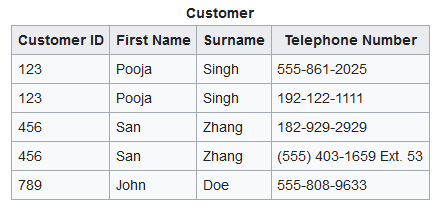 Customer
Customer ID First Name Surname Telephone Number
123 Pooja Singh 555-861-2025
123 Pooja Singh 192-122-1111
456 San Zhang 182-929-2929
456 San Zhang (555) 403-1659 Ext. 53
789 John Doe 555-808-9633